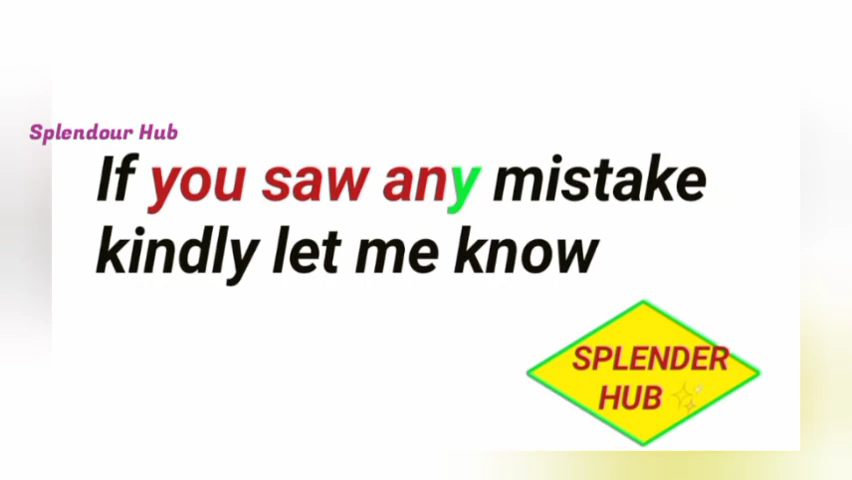 Splendour Hub
If you saw any mistake
kindly let me know
SPLENDER
HUB